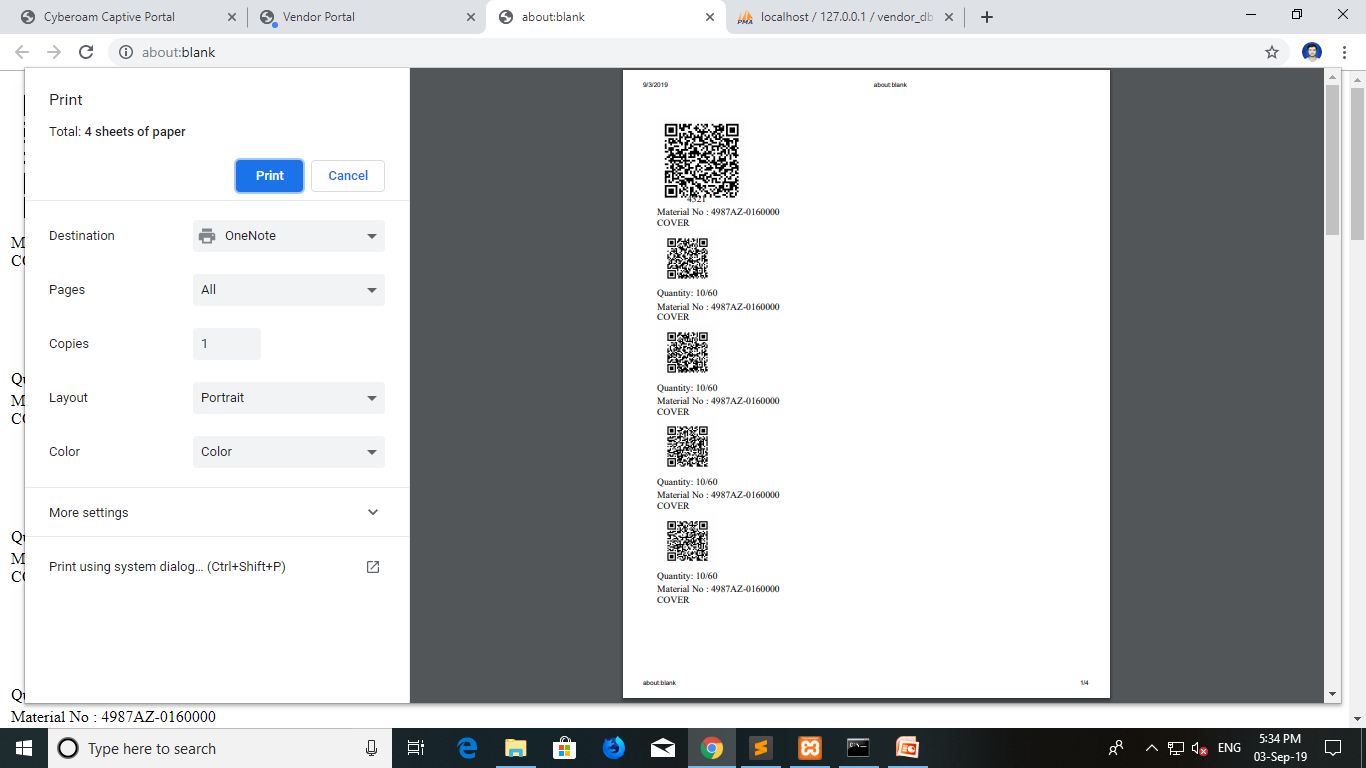 Cyberoam Captive Portal
Vendor Portal
about:blank
PMA
localhost / 127.0.0.1 / vendor_db
about:blank
Print
Total: 4 sheets of paper
Print
Cancel
Destination
OneNote
Pages
All
Copies
1
Layout
Portrait
Color
Color
More settings
Print using system dialog... (Ctrl+Shift+P)
9/3/2019
about:blank
4321
Material No : 4987AZ-0160000
COVER
Quantity: 10/60
Material No : 4987AZ-0160000
COVER
Quantity: 10/60
Material No : 4987AZ-0160000
COVER
Quantity: 10/60
Material No : 4987AZ-0160000
COVER
Quantity: 10/60
Material No : 4987AZ-0160000
COVER
about:blank
1/4
Material No : 4987AZ-0160000
Type here to search
ENG
5:34 PM
03-Sep-19